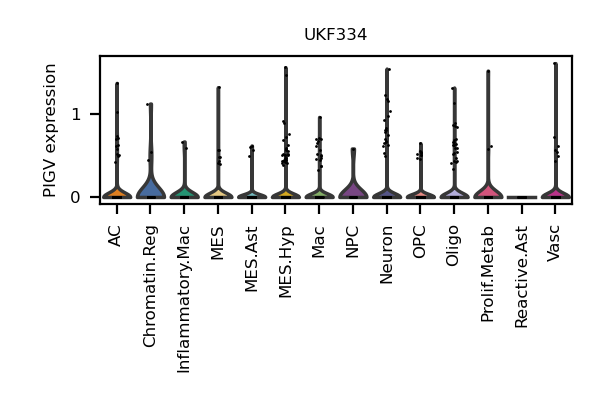 UKF334
PIGV expression
1
0
AC
Chromatin.Reg
Inflammatory.Mac
MES
MES.Ast
MES.Hyp
Mac
NPC
Neuron
OPC
Oligo
Prolif.Metab
Reactive.Ast
Vasc